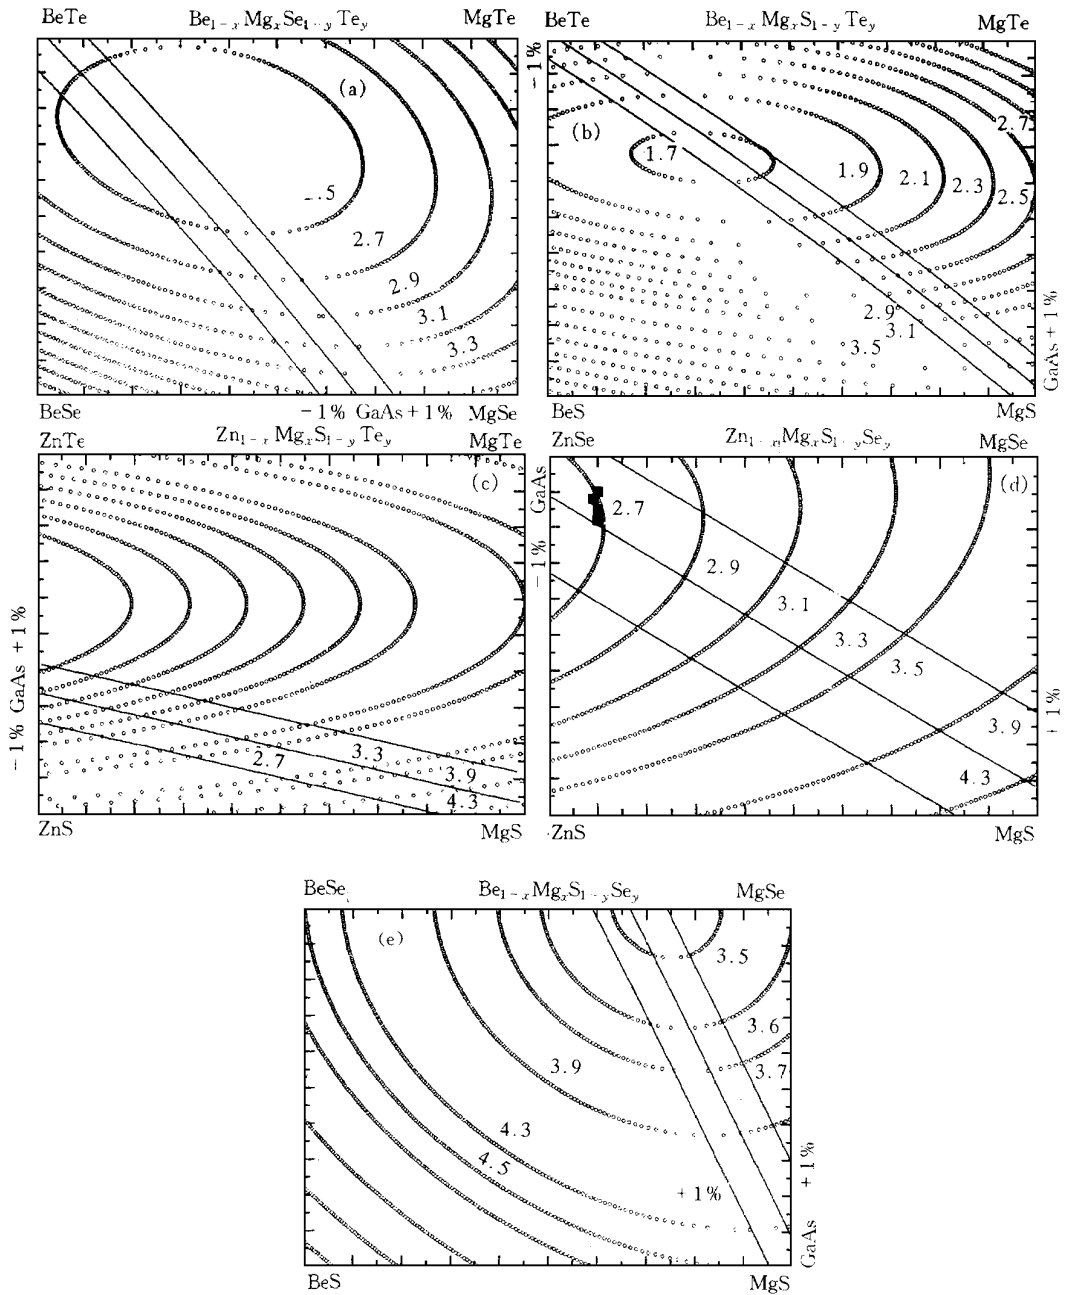 BeTe Be₁₋ₓMgₓSe₁₋ᵧTeᵧ MgTe
(a)
.5
2.7
2.9
3.1
3.3
BeSe −1% GaAs +1% MgSe
BeTe Be₁₋ₓMgₓS₁₋ᵧTeᵧ MgTe
−1%
(b)
2.7
1.7 1.9 2.1 2.3 2.5
2.9
3.1
3.5
GaAs +1%
BeS MgS
ZnTe Zn₁₋ₓMgₓS₁₋ᵧTeᵧ MgTe
(c)
−1% GaAs +1%
3.3
2.7
3.9
4.3
ZnS MgS
ZnSe Zn₁₋ₓMgₓS₁₋ᵧSeᵧ MgSe
(d)
−1% GaAs
2.7
2.9
3.1
3.3
3.5
3.9
4.3
+1%
ZnS MgS
BeSe Be₁₋ₓMgₓS₁₋ᵧSeᵧ MgSe
(e)
3.5
3.6
3.9 3.7
4.3
4.5
+1%
GaAs +1%
BeS MgS